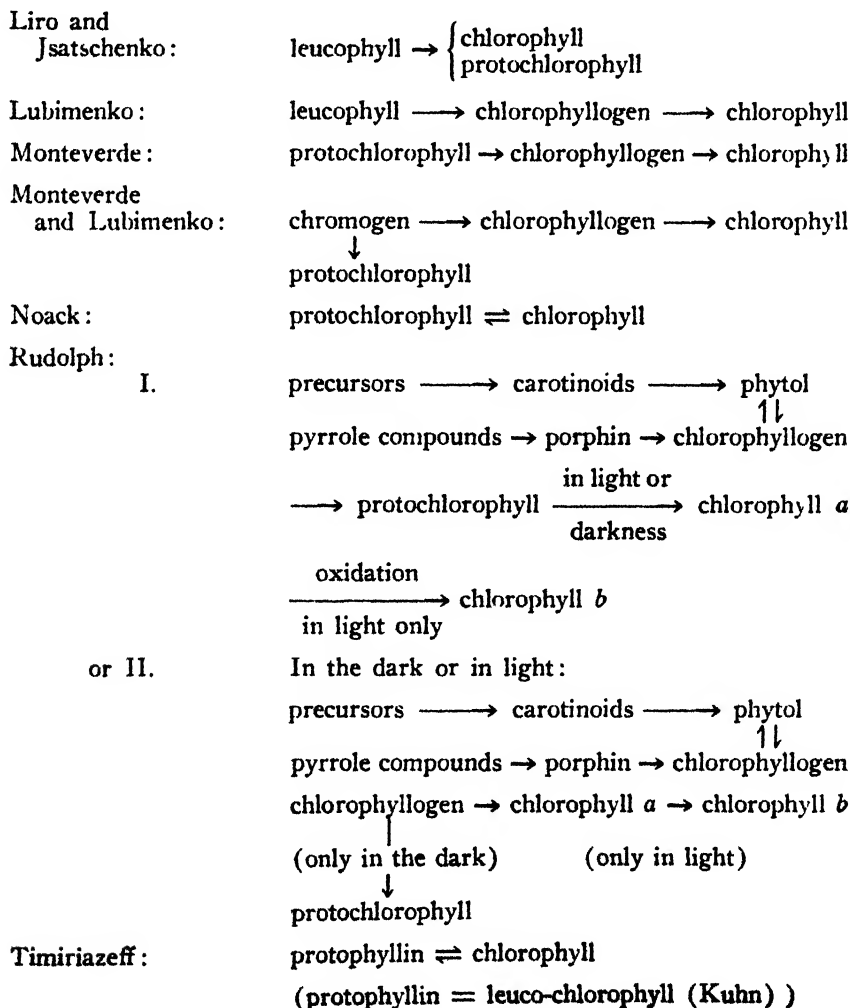 Liro and
Jsatschenko: leucophyll → { chlorophyll
protochlorophyll
Lubimenko: leucophyll ⟶ chlorophyllogen ⟶ chlorophyll
Monteverde: protochlorophyll → chlorophyllogen → chlorophyll
Monteverde
and Lubimenko: chromogen ⟶ chlorophyllogen ⟶ chlorophyll
↓
protochlorophyll
Noack: protochlorophyll ⇌ chlorophyll
Rudolph:
I. precursors ⟶ carotinoids ⟶ phytol
⥮
pyrrole compounds → porphin → chlorophyllogen
in light or
⟶ protochlorophyll ⟶ chlorophyll a
darkness
oxidation
⟶ chlorophyll b
in light only
or II. In the dark or in light:
precursors ⟶ carotinoids ⟶ phytol
⥮
pyrrole compounds → porphin → chlorophyllogen
chlorophyllogen → chlorophyll a → chlorophyll b
(only in the dark) (only in light)
↓
protochlorophyll
Timiriazeff: protophyllin ⇌ chlorophyll
(protophyllin = leuco-chlorophyll (Kuhn) )